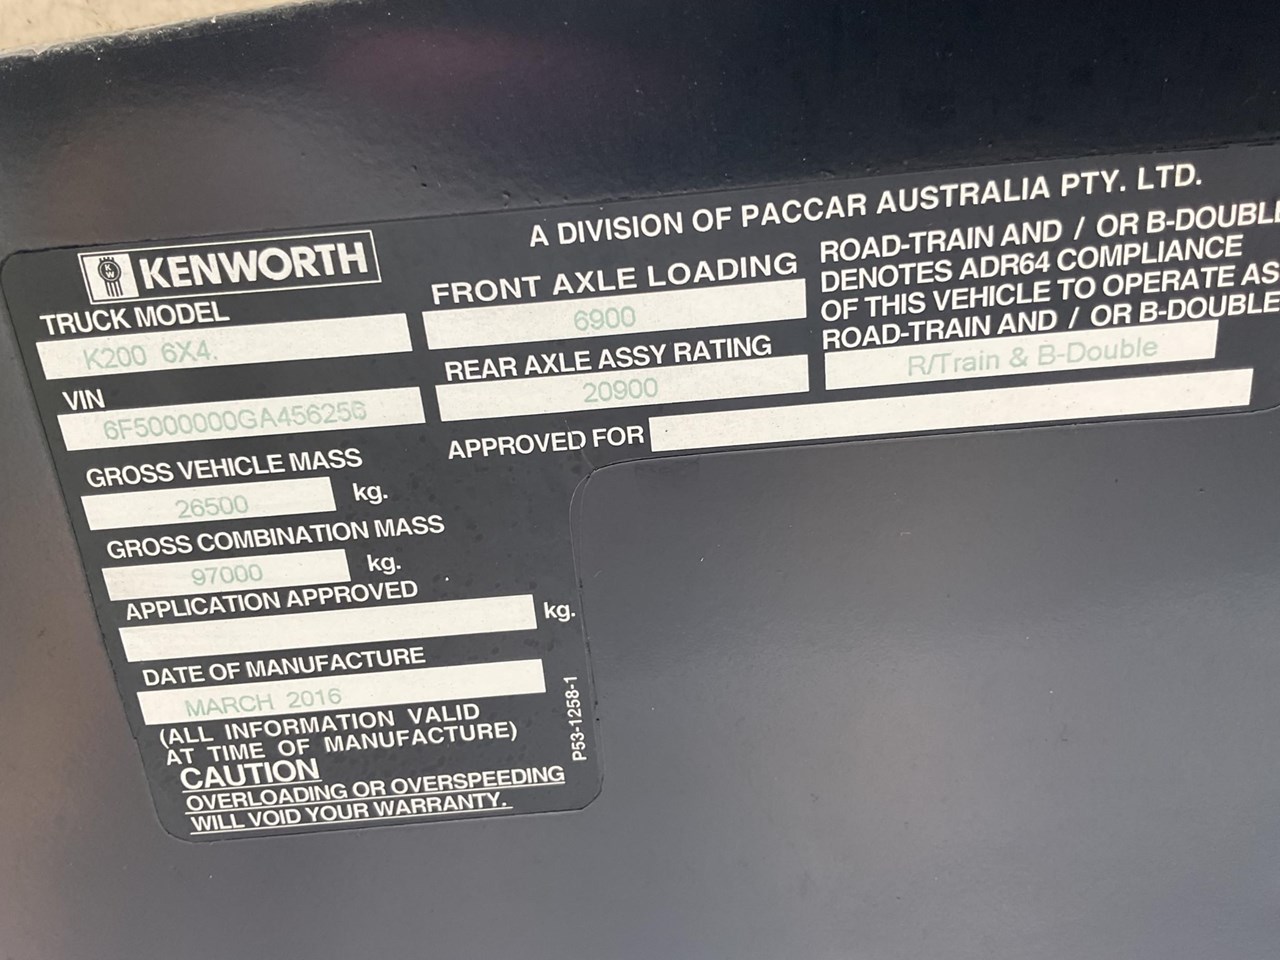 A DIVISION OF PACCAR AUSTRALIA PTY. LTD.
KENWORTH
TRUCK MODEL
K200 6X4.
VIN
GROSS VEHICLE MASS
26500 kg.
GROSS COMBINATION MASS
97000 kg.
APPLICATION APPROVED
kg.
DATE OF MANUFACTURE
MARCH 2016
(ALL INFORMATION VALID
AT TIME OF MANUFACTURE)
CAUTION
OVERLOADING OR OVERSPEEDING
WILL VOID YOUR WARRANTY.
P53-1258-1
FRONT AXLE LOADING
6900
REAR AXLE ASSY RATING
20900
APPROVED FOR
ROAD-TRAIN AND / OR B-DOUBLE
DENOTES ADR64 COMPLIANCE
OF THIS VEHICLE TO OPERATE AS
ROAD-TRAIN AND / OR B-DOUBLE
R/Train & B-Double